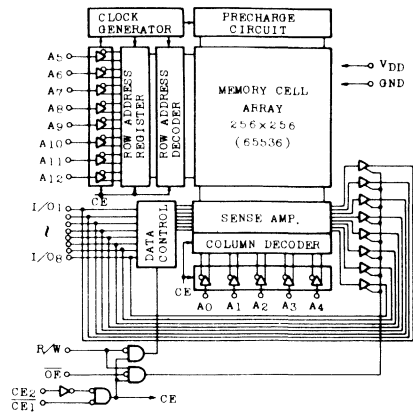 CLOCK
GENERATOR
PRECHARGE
CIRCUIT
A5
A6
A7
A8
A9
A10
A11
A12
ROW ADDRESS
REGISTER
ROW ADDRESS
DECODER
MEMORY CELL
ARRAY
256×256
(65536)
VDD
GND
CE
I/O1
~
I/O8
DATA
CONTROL
SENSE AMP.
COLUMN DECODER
CE
A0 A1 A2 A3 A4
R/W
OE
CE2
CE1
CE